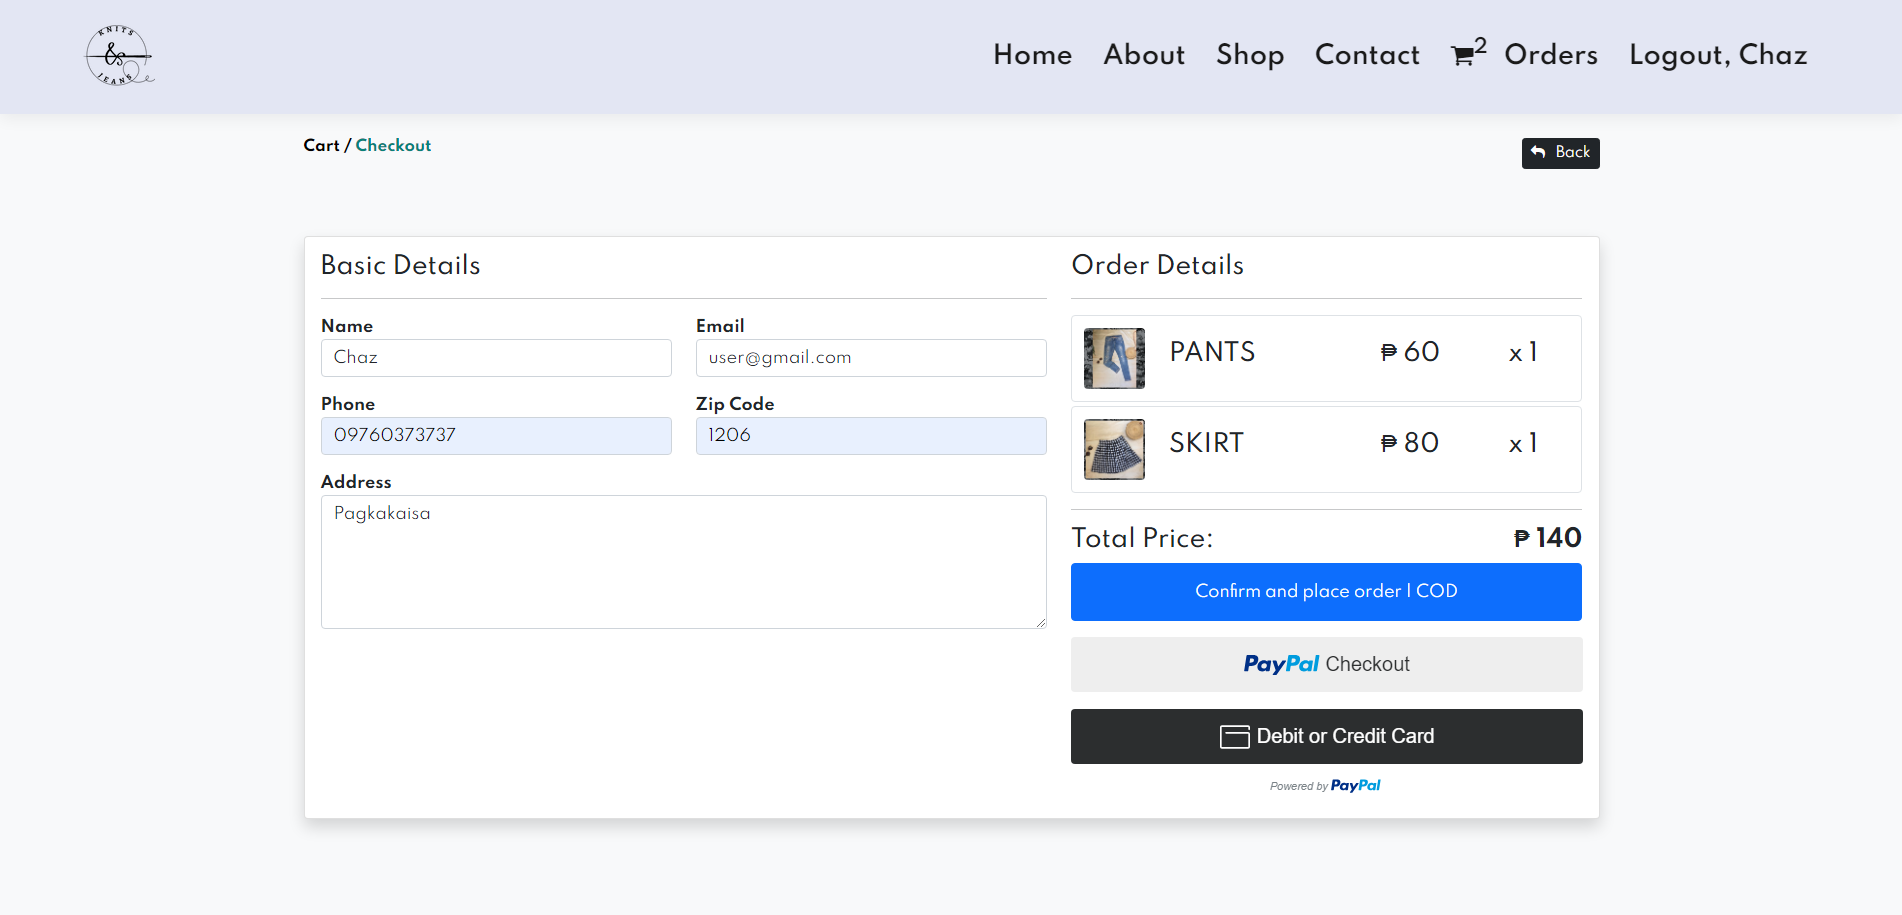 KNITS
&
JEANS
Home About Shop Contact 2 Orders Logout, Chaz
Cart / Checkout
Back
Basic Details
Name Email
Chaz user@gmail.com
Phone Zip Code
09760373737 1206
Address
Pagkakaisa
Order Details
PANTS ₱ 60 x 1
SKIRT ₱ 80 x 1
Total Price: ₱ 140
Confirm and place order | COD
PayPal Checkout
Debit or Credit Card
Powered by PayPal